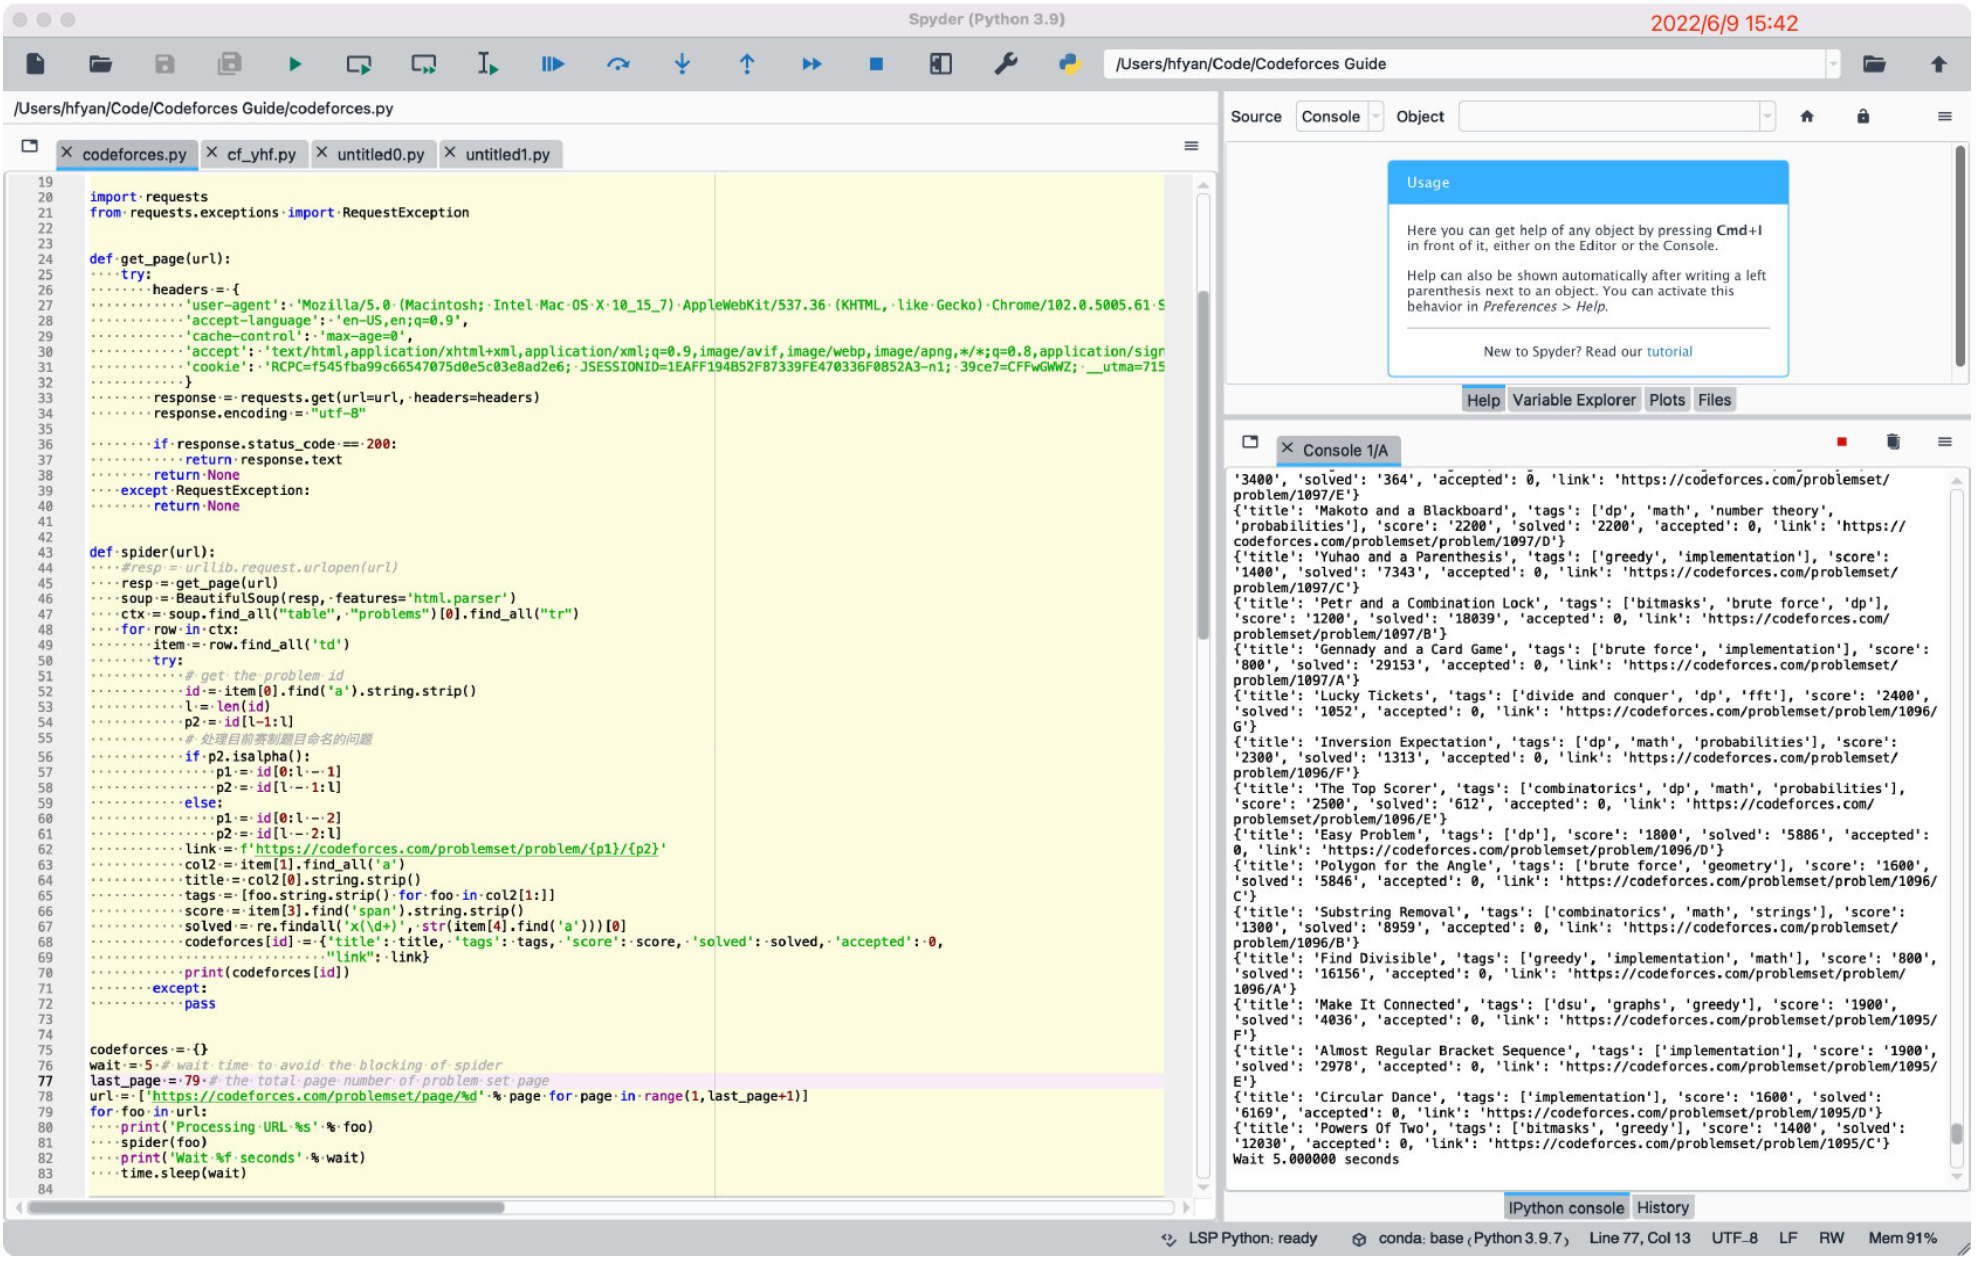 Spyder (Python 3.9)
2022/6/9 15:42
/Users/hfyan/Code/Codeforces Guide
/Users/hfyan/Code/Codeforces Guide/codeforces.py
codeforces.py
cf_yhf.py
untitled0.py
untitled1.py
19
20 import requests
21 from requests.exceptions import RequestException
22
23
24 def get_page(url):
25 try:
26 headers = {
27 'user-agent': 'Mozilla/5.0 (Macintosh; Intel Mac OS X 10_15_7) AppleWebKit/537.36 (KHTML, like Gecko) Chrome/102.0.5005.61 S
28 'accept-language': 'en-US,en;q=0.9',
29 'cache-control': 'max-age=0',
30 'accept': 'text/html,application/xhtml+xml,application/xml;q=0.9,image/avif,image/webp,image/apng,*/*;q=0.8,application/sign
31 'cookie': 'RCPC=f545fba99c66547075d0e5c03e8ad2e6; JSESSIONID=1EAFF194B52F87339FE470336F0852A3-n1; 39ce7=CFFwGWWZ; __utma=715
32 }
33 response = requests.get(url=url, headers=headers)
34 response.encoding = "utf-8"
35
36 if response.status_code == 200:
37 return response.text
38 return None
39 except RequestException:
40 return None
41
42
43 def spider(url):
44 #resp = urllib.request.urlopen(url)
45 resp = get_page(url)
46 soup = BeautifulSoup(resp, features='html.parser')
47 ctx = soup.find_all("table", "problems")[0].find_all("tr")
48 for row in ctx:
49 item = row.find_all('td')
50 try:
51 # get the problem id
52 id = item[0].find('a').string.strip()
53 l = len(id)
54 p2 = id[l-1:l]
55 # 处理目前赛制题目命名的问题
56 if p2.isalpha():
57 p1 = id[0:l - 1]
58 p2 = id[l - 1:l]
59 else:
60 p1 = id[0:l - 2]
61 p2 = id[l - 2:l]
62 link = f'https://codeforces.com/problemset/problem/{p1}/{p2}'
63 col2 = item[1].find_all('a')
64 title = col2[0].string.strip()
65 tags = [foo.string.strip() for foo in col2[1:]]
66 score = item[3].find('span').string.strip()
67 solved = re.findall('x(\d+)', str(item[4].find('a')))[0]
68 codeforces[id] = {'title': title, 'tags': tags, 'score': score, 'solved': solved, 'accepted': 0,
69 "link": link}
70 print(codeforces[id])
71 except:
72 pass
73
74
75 codeforces = {}
76 wait = 5 # wait time to avoid the blocking of spider
77 last_page = 79 # the total page number of problem set page
78 url = ['https://codeforces.com/problemset/page/%d' % page for page in range(1,last_page+1)]
79 for foo in url:
80 print('Processing URL %s' % foo)
81 spider(foo)
82 print('Wait %f seconds' % wait)
83 time.sleep(wait)
84
Source Console Object
Usage
Here you can get help of any object by pressing Cmd+I
in front of it, either on the Editor or the Console.
Help can also be shown automatically after writing a left
parenthesis next to an object. You can activate this
behavior in Preferences > Help.
New to Spyder? Read our tutorial
Help Variable Explorer Plots Files
Console 1/A
'3400', 'solved': '364', 'accepted': 0, 'link': 'https://codeforces.com/problemset/
problem/1097/E'}
{'title': 'Makoto and a Blackboard', 'tags': ['dp', 'math', 'number theory',
'probabilities'], 'score': '2200', 'solved': '2200', 'accepted': 0, 'link': 'https://
codeforces.com/problemset/problem/1097/D'}
{'title': 'Yuhao and a Parenthesis', 'tags': ['greedy', 'implementation'], 'score':
'1400', 'solved': '7343', 'accepted': 0, 'link': 'https://codeforces.com/problemset/
problem/1097/C'}
{'title': 'Petr and a Combination Lock', 'tags': ['bitmasks', 'brute force', 'dp'],
'score': '1200', 'solved': '18039', 'accepted': 0, 'link': 'https://codeforces.com/
problemset/problem/1097/B'}
{'title': 'Gennady and a Card Game', 'tags': ['brute force', 'implementation'], 'score':
'800', 'solved': '29153', 'accepted': 0, 'link': 'https://codeforces.com/problemset/
problem/1097/A'}
{'title': 'Lucky Tickets', 'tags': ['divide and conquer', 'dp', 'fft'], 'score': '2400',
'solved': '1052', 'accepted': 0, 'link': 'https://codeforces.com/problemset/problem/1096/
G'}
{'title': 'Inversion Expectation', 'tags': ['dp', 'math', 'probabilities'], 'score':
'2300', 'solved': '1313', 'accepted': 0, 'link': 'https://codeforces.com/problemset/
problem/1096/F'}
{'title': 'The Top Scorer', 'tags': ['combinatorics', 'dp', 'math', 'probabilities'],
'score': '2500', 'solved': '612', 'accepted': 0, 'link': 'https://codeforces.com/
problemset/problem/1096/E'}
{'title': 'Easy Problem', 'tags': ['dp'], 'score': '1800', 'solved': '5886', 'accepted':
0, 'link': 'https://codeforces.com/problemset/problem/1096/D'}
{'title': 'Polygon for the Angle', 'tags': ['brute force', 'geometry'], 'score': '1600',
'solved': '5846', 'accepted': 0, 'link': 'https://codeforces.com/problemset/problem/1096/
C'}
{'title': 'Substring Removal', 'tags': ['combinatorics', 'math', 'strings'], 'score':
'1300', 'solved': '8959', 'accepted': 0, 'link': 'https://codeforces.com/problemset/
problem/1096/B'}
{'title': 'Find Divisible', 'tags': ['greedy', 'implementation', 'math'], 'score': '800',
'solved': '16156', 'accepted': 0, 'link': 'https://codeforces.com/problemset/problem/
1096/A'}
{'title': 'Make It Connected', 'tags': ['dsu', 'graphs', 'greedy'], 'score': '1900',
'solved': '4036', 'accepted': 0, 'link': 'https://codeforces.com/problemset/problem/1095/
F'}
{'title': 'Almost Regular Bracket Sequence', 'tags': ['implementation'], 'score': '1900',
'solved': '2978', 'accepted': 0, 'link': 'https://codeforces.com/problemset/problem/1095/
E'}
{'title': 'Circular Dance', 'tags': ['implementation'], 'score': '1600', 'solved':
'6169', 'accepted': 0, 'link': 'https://codeforces.com/problemset/problem/1095/D'}
{'title': 'Powers Of Two', 'tags': ['bitmasks', 'greedy'], 'score': '1400', 'solved':
'12030', 'accepted': 0, 'link': 'https://codeforces.com/problemset/problem/1095/C'}
Wait 5.000000 seconds
IPython console History
LSP Python: ready conda: base (Python 3.9.7) Line 77, Col 13 UTF-8 LF RW Mem 91%